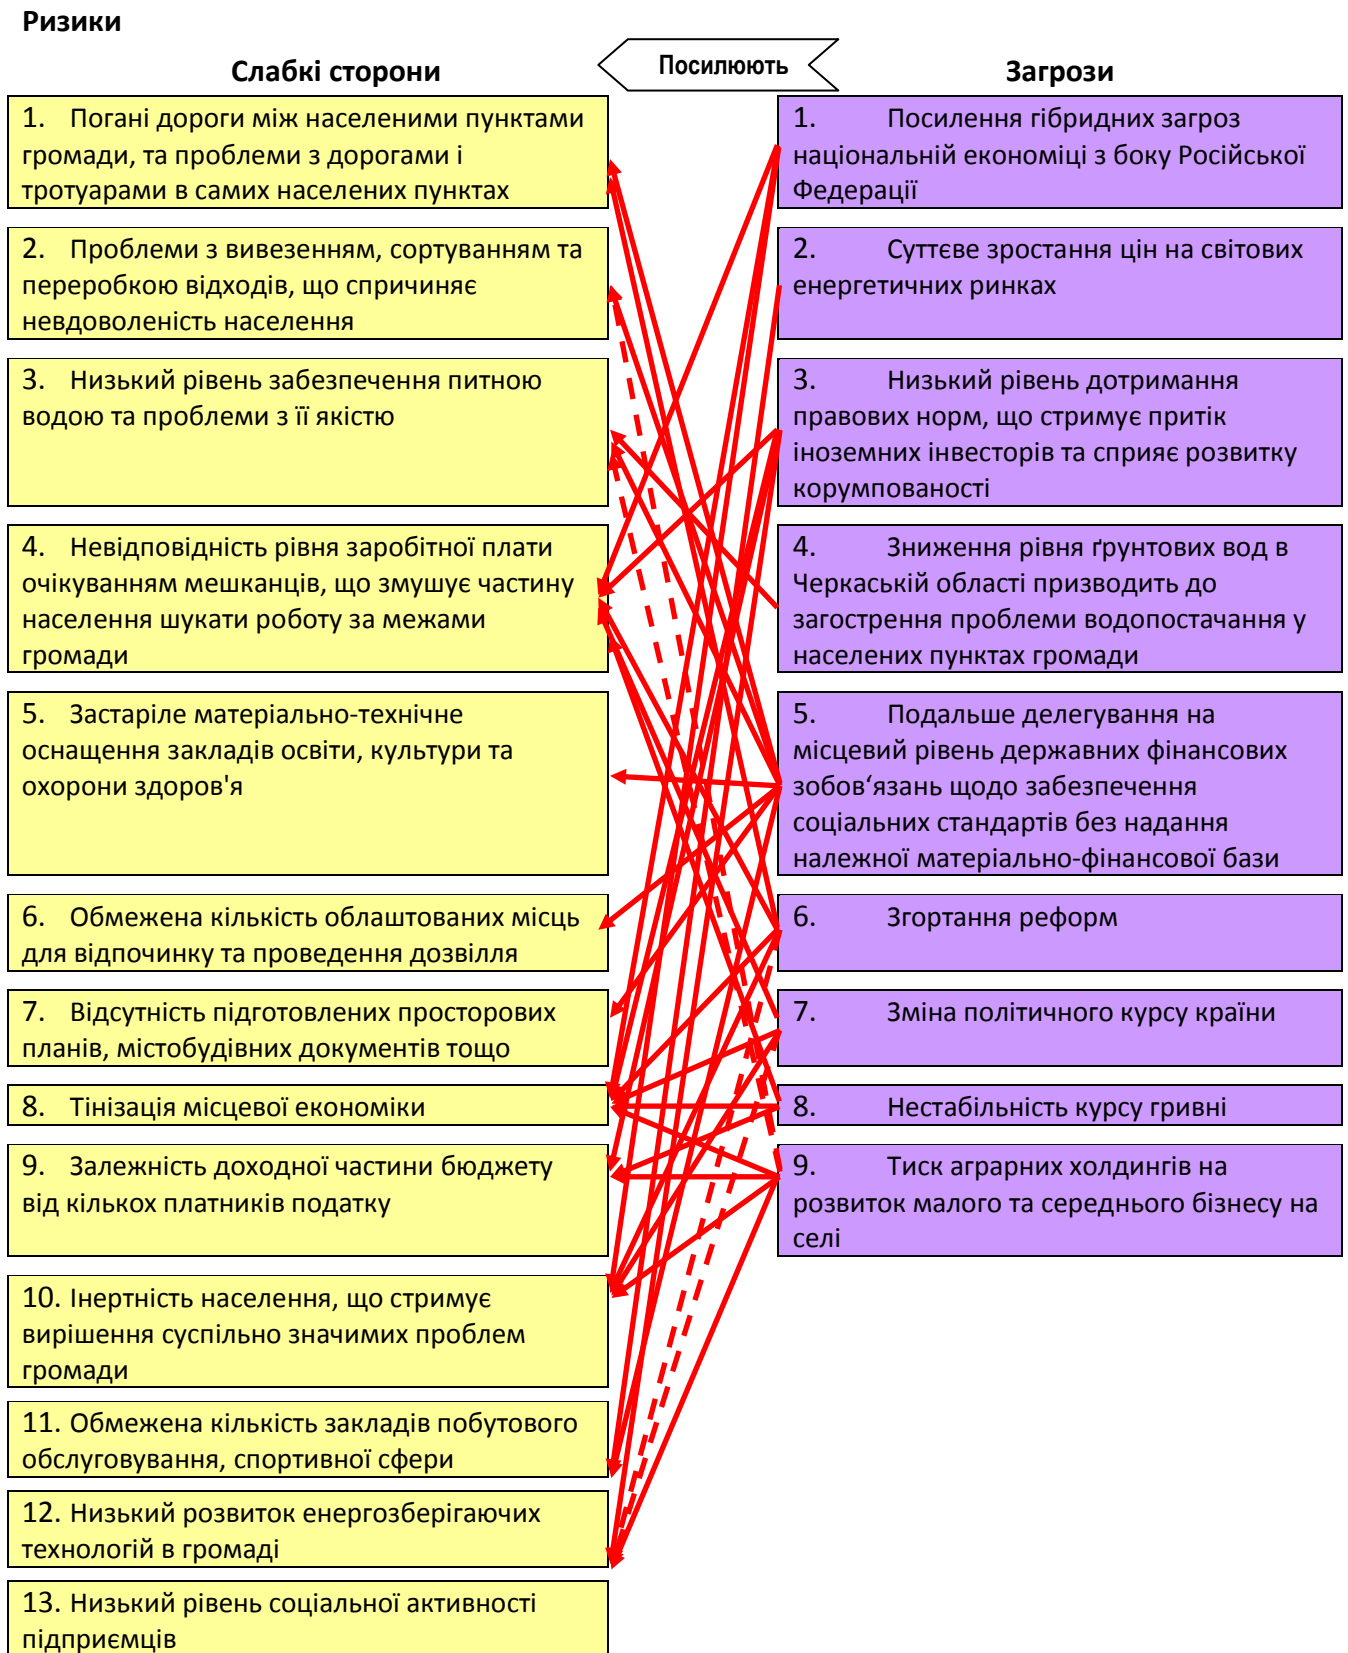 Ризики
Слабкі сторони
Посилюють
Загрози
1. Погані дороги між населеними пунктами
громади, та проблеми з дорогами і
тротуарами в самих населених пунктах
2. Проблеми з вивезенням, сортуванням та
переробкою відходів, що спричиняє
невдоволеність населення
3. Низький рівень забезпечення питною
водою та проблеми з її якістю
4. Невідповідність рівня заробітної плати
очікуванням мешканців, що змушує частину
населення шукати роботу за межами
громади
5. Застаріле матеріально-технічне
оснащення закладів освіти, культури та
охорони здоров'я
6. Обмежена кількість облаштованих місць
для відпочинку та проведення дозвілля
7. Відсутність підготовлених просторових
планів, містобудівних документів тощо
8. Тінізація місцевої економіки
9. Залежність доходної частини бюджету
від кількох платників податку
10. Інертність населення, що стримує
вирішення суспільно значимих проблем
громади
11. Обмежена кількість закладів побутового
обслуговування, спортивної сфери
12. Низький розвиток енергозберігаючих
технологій в громаді
13. Низький рівень соціальної активності
підприємців
1. Посилення гібридних загроз
національній економіці з боку Російської
Федерації
2. Суттєве зростання цін на світових
енергетичних ринках
3. Низький рівень дотримання
правових норм, що стримує притік
іноземних інвесторів та сприяє розвитку
корумпованості
4. Зниження рівня ґрунтових вод в
Черкаській області призводить до
загострення проблеми водопостачання у
населених пунктах громади
5. Подальше делегування на
місцевий рівень державних фінансових
зобов‘язань щодо забезпечення
соціальних стандартів без надання
належної матеріально-фінансової бази
6. Згортання реформ
7. Зміна політичного курсу країни
8. Нестабільність курсу гривні
9. Тиск аграрних холдингів на
розвиток малого та середнього бізнесу на
селі